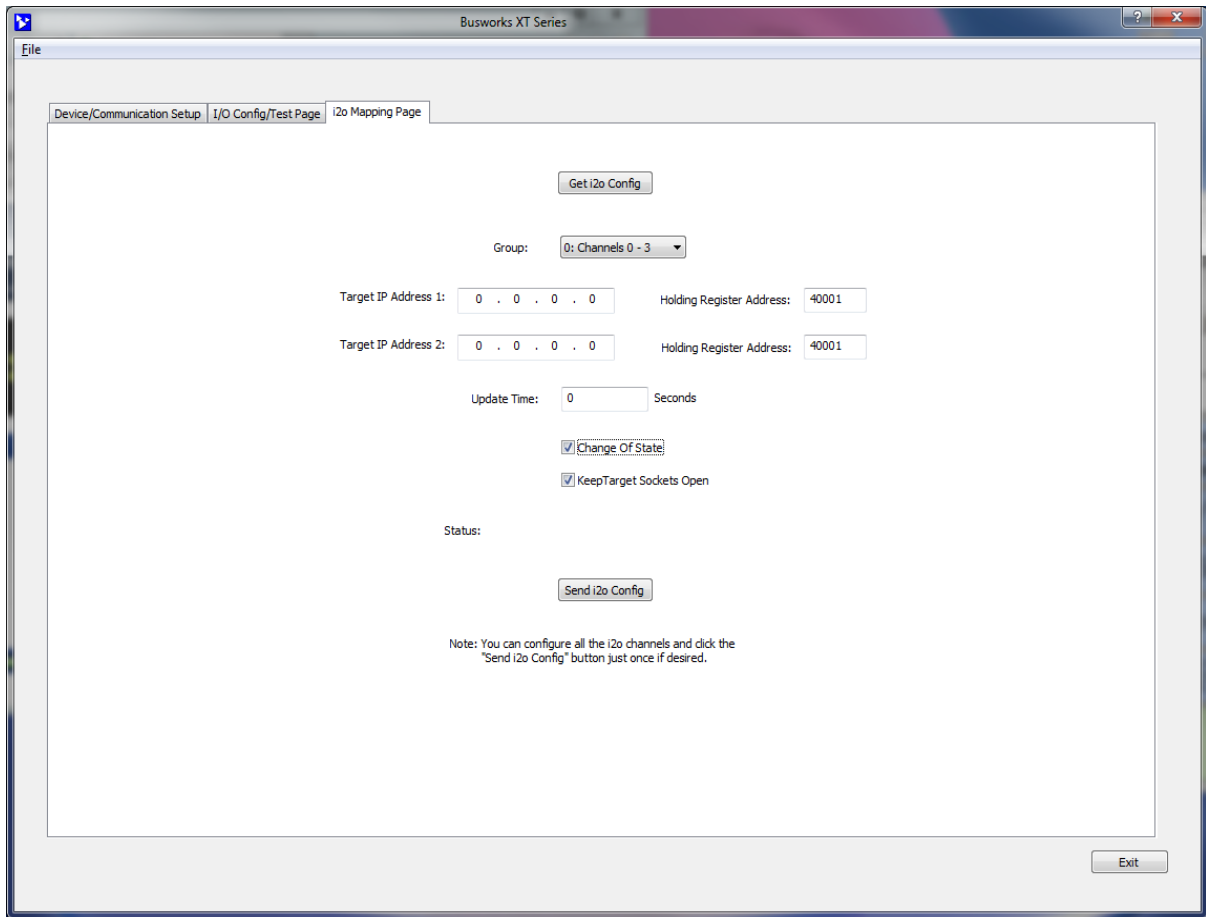 Busworks XT Series
?
X
File
Device/Communication Setup
I/O Config/Test Page
i2o Mapping Page
Get i2o Config
Group: 0: Channels 0 - 3
Target IP Address 1: 0 . 0 . 0 . 0 Holding Register Address: 40001
Target IP Address 2: 0 . 0 . 0 . 0 Holding Register Address: 40001
Update Time: 0 Seconds
Change Of State
KeepTarget Sockets Open
Status:
Send i2o Config
Note: You can configure all the i2o channels and click the
"Send i2o Config" button just once if desired.
Exit